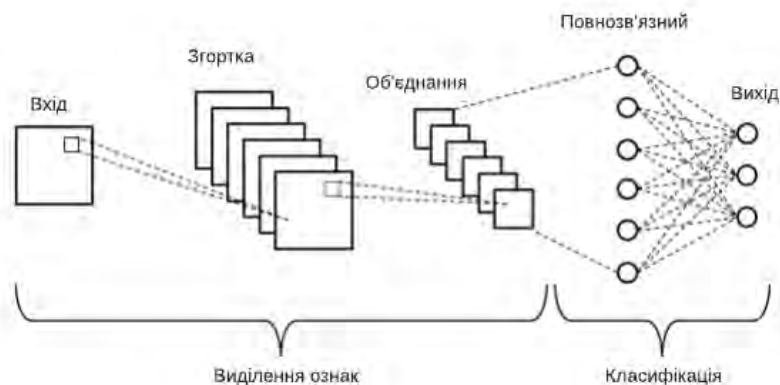 Повнозв'язний
Згортка
Об'єднання
Вхід
Вихід
Виділення ознак
Класифікація